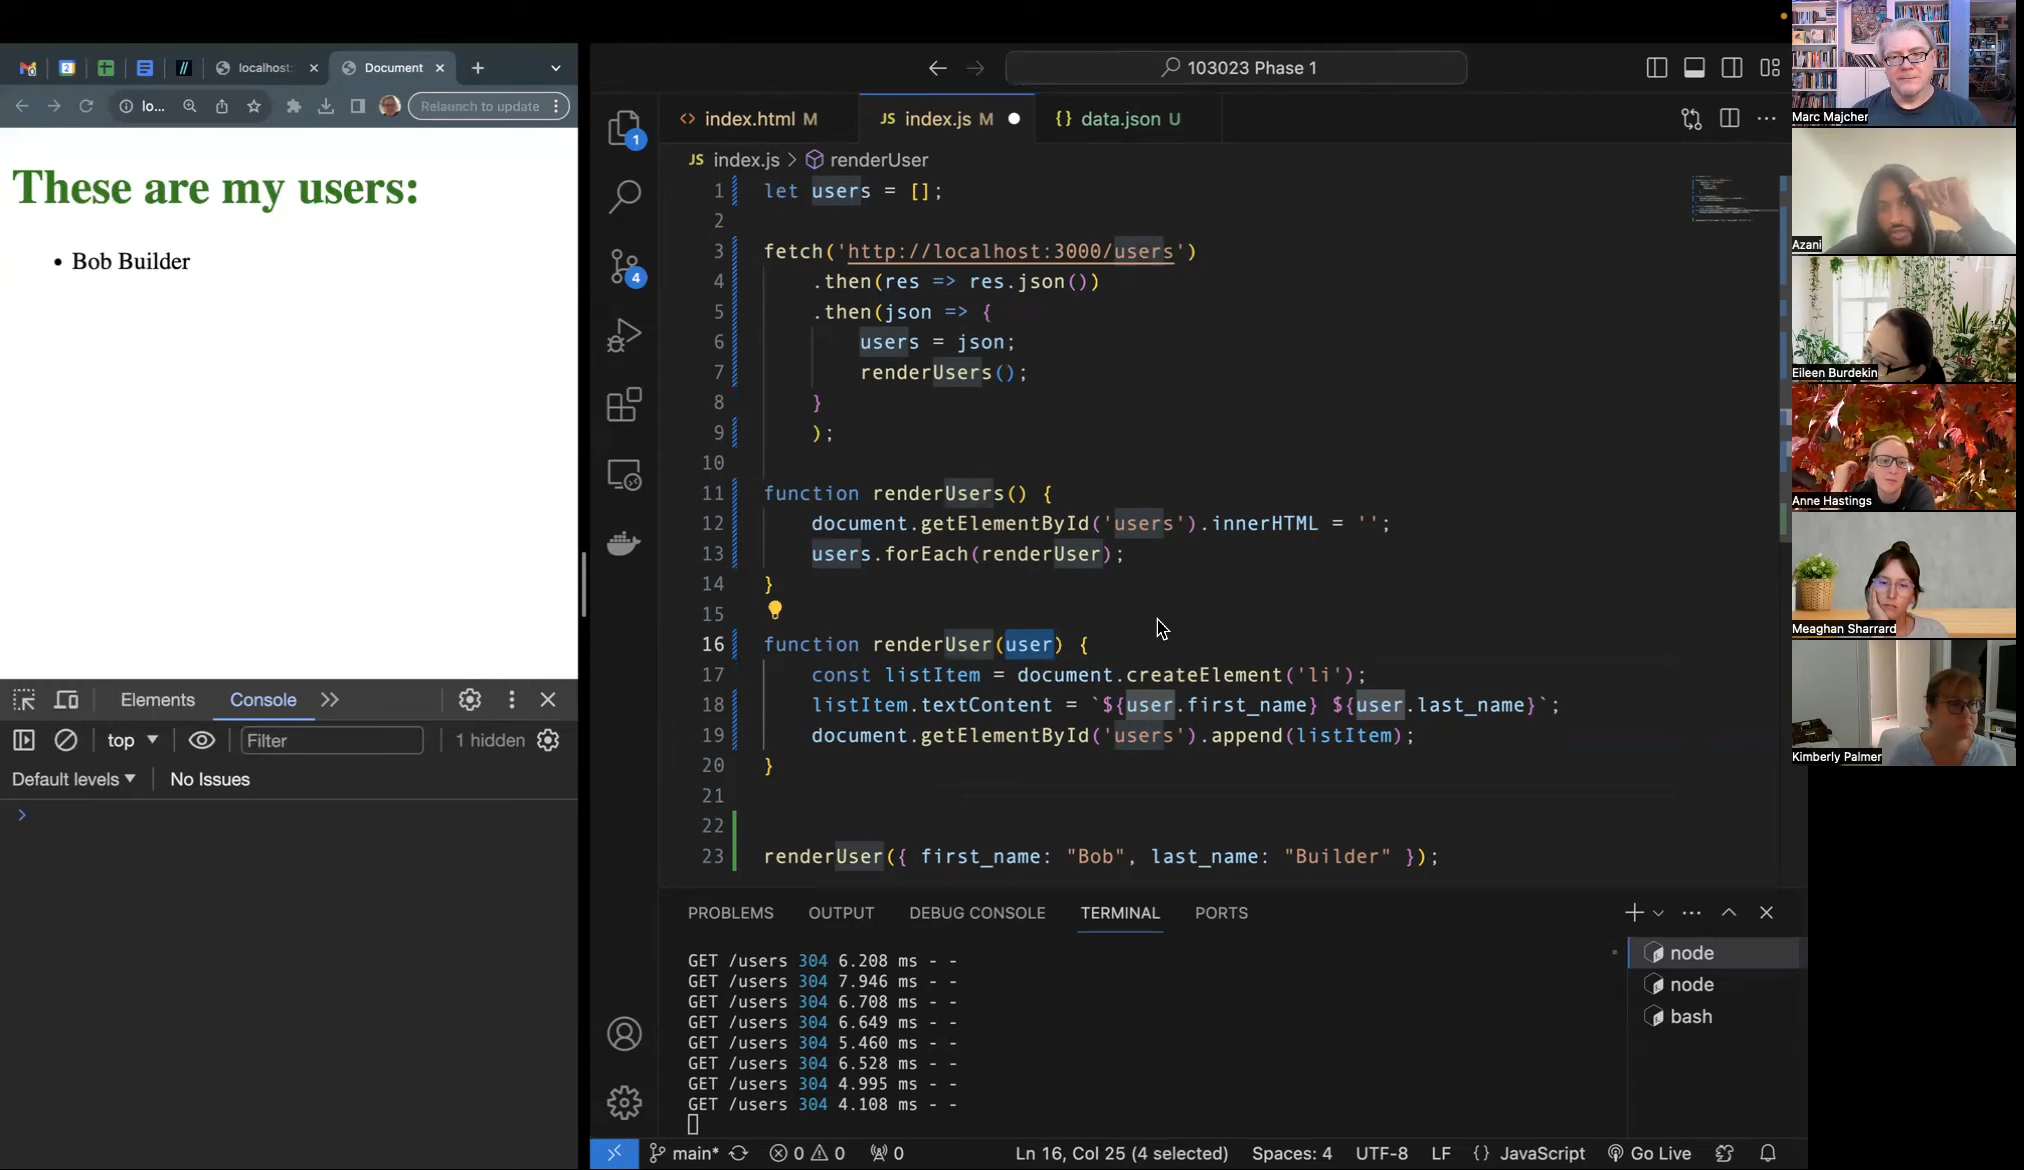 localhost:
Document
lo...
Relaunch to update
These are my users:
• Bob Builder
Elements
Console
top
Filter
1 hidden
Default levels
No Issues
>
103023 Phase 1
<> index.html M
JS index.js M
{} data.json U
JS index.js > renderUser
1
4
1 let users = [];
2
3 fetch('http://localhost:3000/users')
4 .then(res => res.json())
5 .then(json => {
6 users = json;
7 renderUsers();
8 }
9 );
10
11 function renderUsers() {
12 document.getElementById('users').innerHTML = '';
13 users.forEach(renderUser);
14 }
15
16 function renderUser(user) {
17 const listItem = document.createElement('li');
18 listItem.textContent = `${user.first_name} ${user.last_name}`;
19 document.getElementById('users').append(listItem);
20 }
21
22
23 renderUser({ first_name: "Bob", last_name: "Builder" });
PROBLEMS
OUTPUT
DEBUG CONSOLE
TERMINAL
PORTS
GET /users 304 6.208 ms - -
GET /users 304 7.946 ms - -
GET /users 304 6.708 ms - -
GET /users 304 6.649 ms - -
GET /users 304 5.460 ms - -
GET /users 304 6.528 ms - -
GET /users 304 4.995 ms - -
GET /users 304 4.108 ms - -
node
node
bash
main*
0
0
0
Ln 16, Col 25 (4 selected)
Spaces: 4
UTF-8
LF
{} JavaScript
Go Live
Marc Majcher
Azani
Eileen Burdekin
Anne Hastings
Meaghan Sharrard
Kimberly Palmer